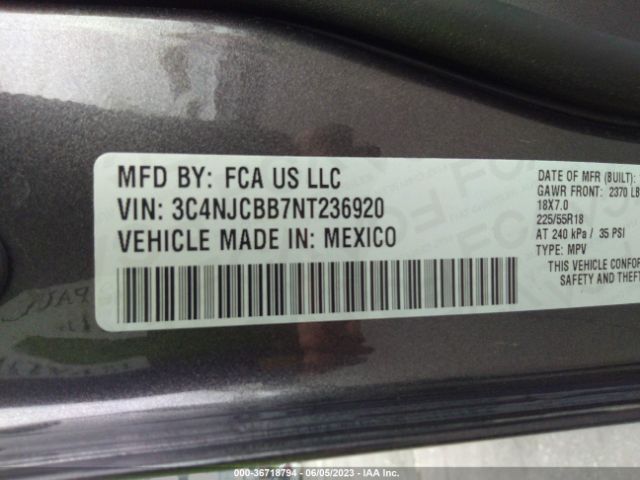 MFD BY: FCA US LLC
VIN: 3C4NJCBB7NT236920
VEHICLE MADE IN: MEXICO
DATE OF MFR (BUILT):
GAWR FRONT: 2370 LB
18X7.0
225/55R18
AT 240 kPa / 35 PSI
TYPE: MPV
THIS VEHICLE CONFOR
SAFETY AND THEFT
000-36718794 - 06/05/2023 - IAA Inc.